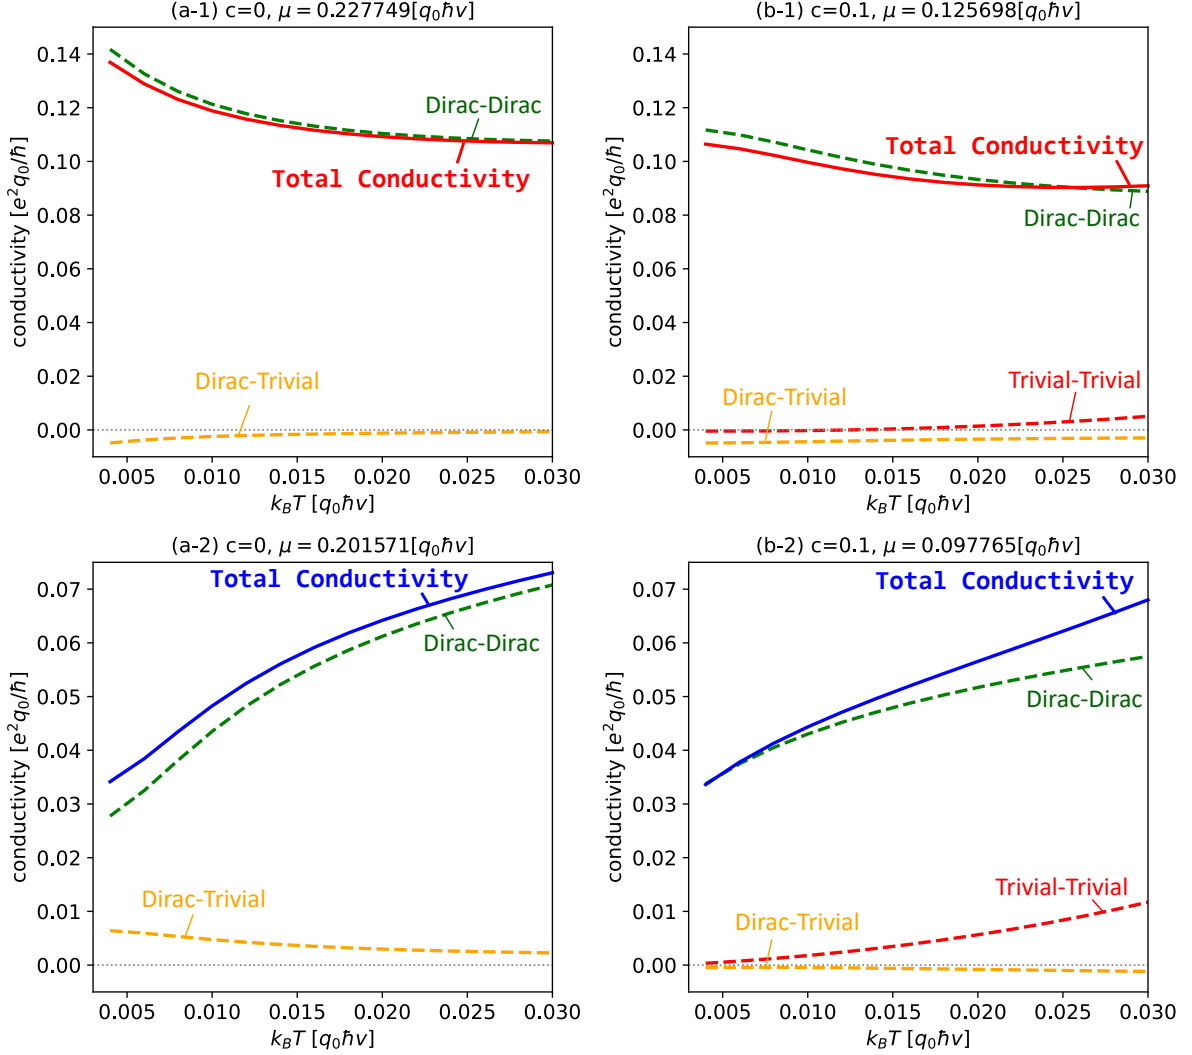 (a-1) c=0, μ = 0.227749[q₀ħv]
0.14
0.12
0.10
0.08
0.06
0.04
0.02
0.00
conductivity [e²q₀/ħ]
Dirac-Dirac
Total Conductivity
Dirac-Trivial
0.005 0.010 0.015 0.020 0.025 0.030
k_BT [q₀ħv]
(b-1) c=0.1, μ = 0.125698[q₀ħv]
0.14
0.12
0.10
0.08
0.06
0.04
0.02
0.00
conductivity [e²q₀/ħ]
Total Conductivity
Dirac-Dirac
Trivial-Trivial
Dirac-Trivial
0.005 0.010 0.015 0.020 0.025 0.030
k_BT [q₀ħv]
(a-2) c=0, μ = 0.201571[q₀ħv]
0.07
0.06
0.05
0.04
0.03
0.02
0.01
0.00
conductivity [e²q₀/ħ]
Total Conductivity
Dirac-Dirac
Dirac-Trivial
0.005 0.010 0.015 0.020 0.025 0.030
k_BT [q₀ħv]
(b-2) c=0.1, μ = 0.097765[q₀ħv]
0.07
0.06
0.05
0.04
0.03
0.02
0.01
0.00
conductivity [e²q₀/ħ]
Total Conductivity
Dirac-Dirac
Trivial-Trivial
Dirac-Trivial
0.005 0.010 0.015 0.020 0.025 0.030
k_BT [q₀ħv]